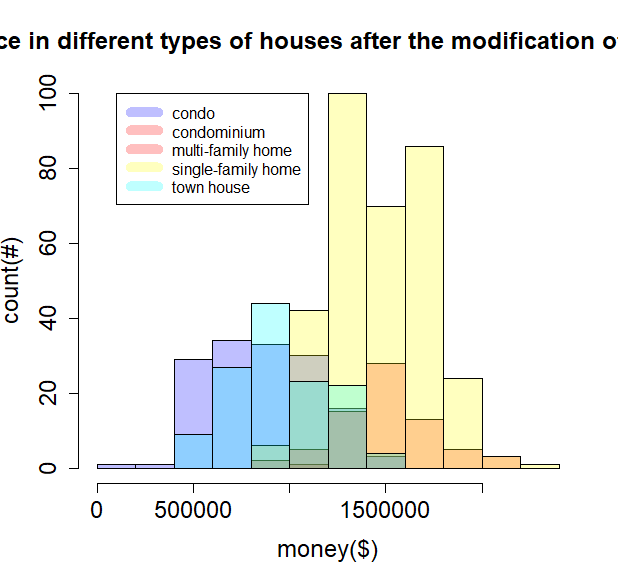 ce in different types of houses after the modification of
100
80
60
40
20
0
count(#)
condo
condominium
multi-family home
single-family home
town house
0 500000 1500000
money($)